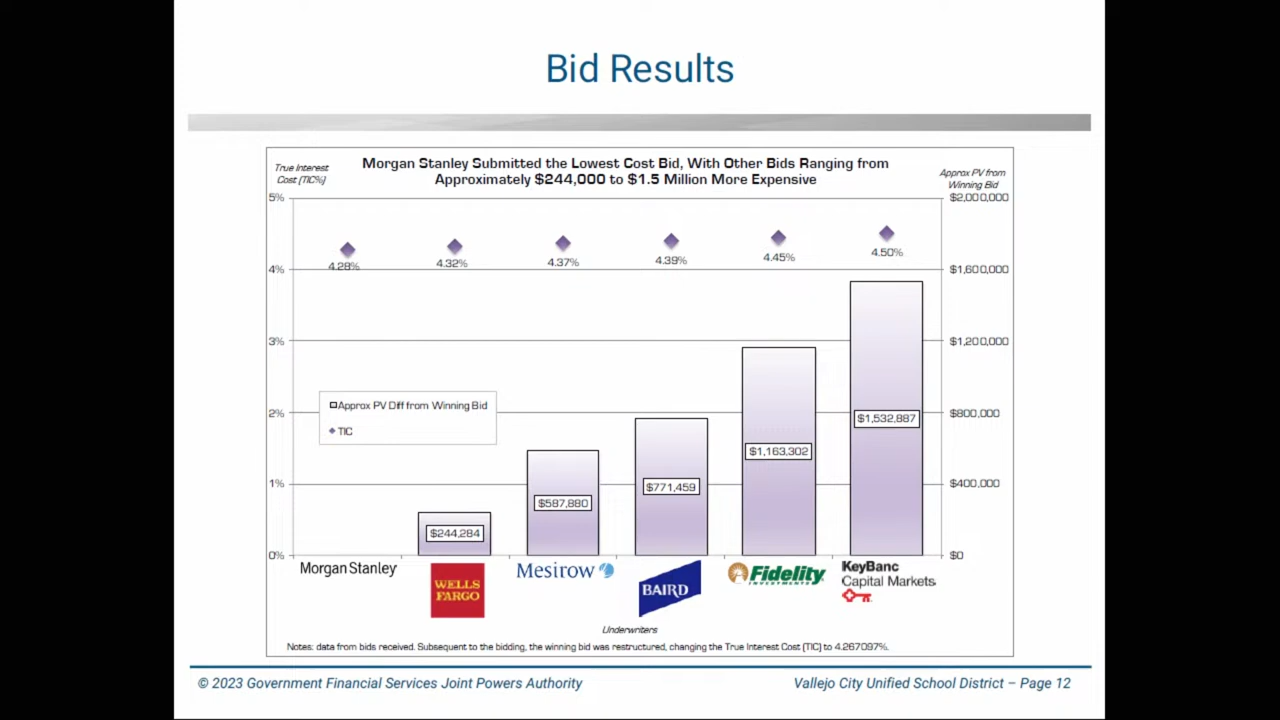 Bid Results
True Interest
Cost (TIC%)
Morgan Stanley Submitted the Lowest Cost Bid, With Other Bids Ranging from
Approximately $244,000 to $1.5 Million More Expensive
Approx PV from
Winning Bid
5%
$2,000,000
4.28%
4.32%
4.37%
4.39%
4.45%
4.50%
4%
$1,600,000
3%
$1,200,000
Approx PV Diff from Winning Bid
TIC
2%
$800,000
1%
$400,000
0%
$0
$244,284
$587,880
$771,459
$1,163,302
$1,532,887
Morgan Stanley
WELLS
FARGO
Mesirow
BAIRD
Fidelity
INVESTMENTS
KeyBanc
Capital Markets
Underwriters
Notes: data from bids received. Subsequent to the bidding, the winning bid was restructured, changing the True Interest Cost (TIC) to 4.267097%.
© 2023 Government Financial Services Joint Powers Authority
Vallejo City Unified School District – Page 12